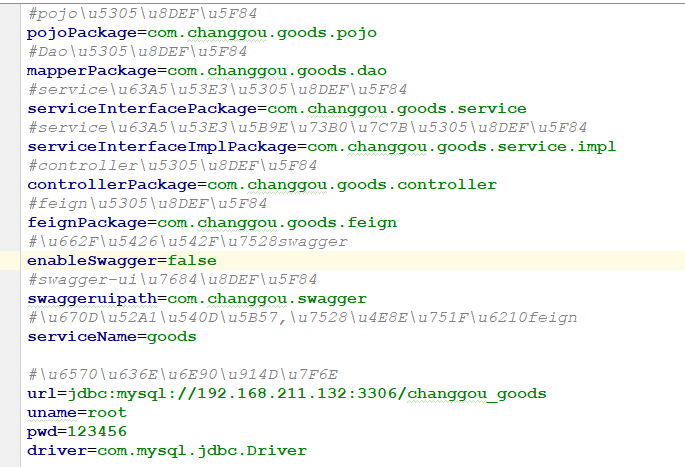 #pojo\u5305\u8DEF\u5F84
pojoPackage=com.changgou.goods.pojo
#Dao\u5305\u8DEF\u5F84
mapperPackage=com.changgou.goods.dao
#service\u63A5\u53E3\u5305\u8DEF\u5F84
serviceInterfacePackage=com.changgou.goods.service
#service\u63A5\u53E3\u5B9E\u73B0\u7C7B\u5305\u8DEF\u5F84
serviceInterfaceImplPackage=com.changgou.goods.service.impl
#controller\u5305\u8DEF\u5F84
controllerPackage=com.changgou.goods.controller
#feign\u5305\u8DEF\u5F84
feignPackage=com.changgou.goods.feign
#\u662F\u5426\u542F\u7528swagger
enableSwagger=false
#swagger-ui\u7684\u8DEF\u5F84
swaggeruipath=com.changgou.swagger
#\u670D\u52A1\u540D\u5B57,\u7528\u4E8E\u751F\u6210feign
serviceName=goods
#\u6570\u636E\u6E90\u914D\u7F6E
url=jdbc:mysql://192.168.211.132:3306/changgou_goods
uname=root
pwd=123456
driver=com.mysql.jdbc.Driver